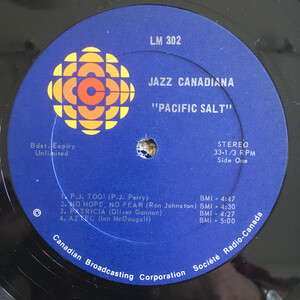 LM 302
JAZZ CANADIANA
"PACIFIC SALT"
Bdst. Expiry
Unlimited
STEREO
33-1/3 RPM
Side One
1. P.J. TOO! (P.J. Perry) BMI - 4:47
2. NO HOPE, NO FEAR (Ron Johnston) BMI - 4:30
3. PATRICIA (Oliver Gannon) BMI - 4:27
4. AZTEC (Ian McDougall) BMI - 5:00
© Canadian Broadcasting Corporation Société Radio-Canada